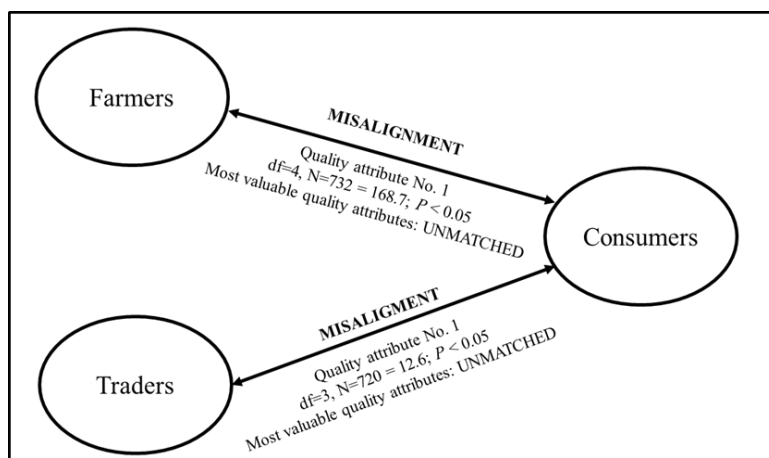 Farmers
MISALIGNMENT
Quality attribute No. 1
df=4, N=732 = 168.7; P < 0.05
Most valuable quality attributes: UNMATCHED
Consumers
MISALIGMENT
Quality attribute No. 1
df=3, N=720 = 12.6; P < 0.05
Most valuable quality attributes: UNMATCHED
Traders